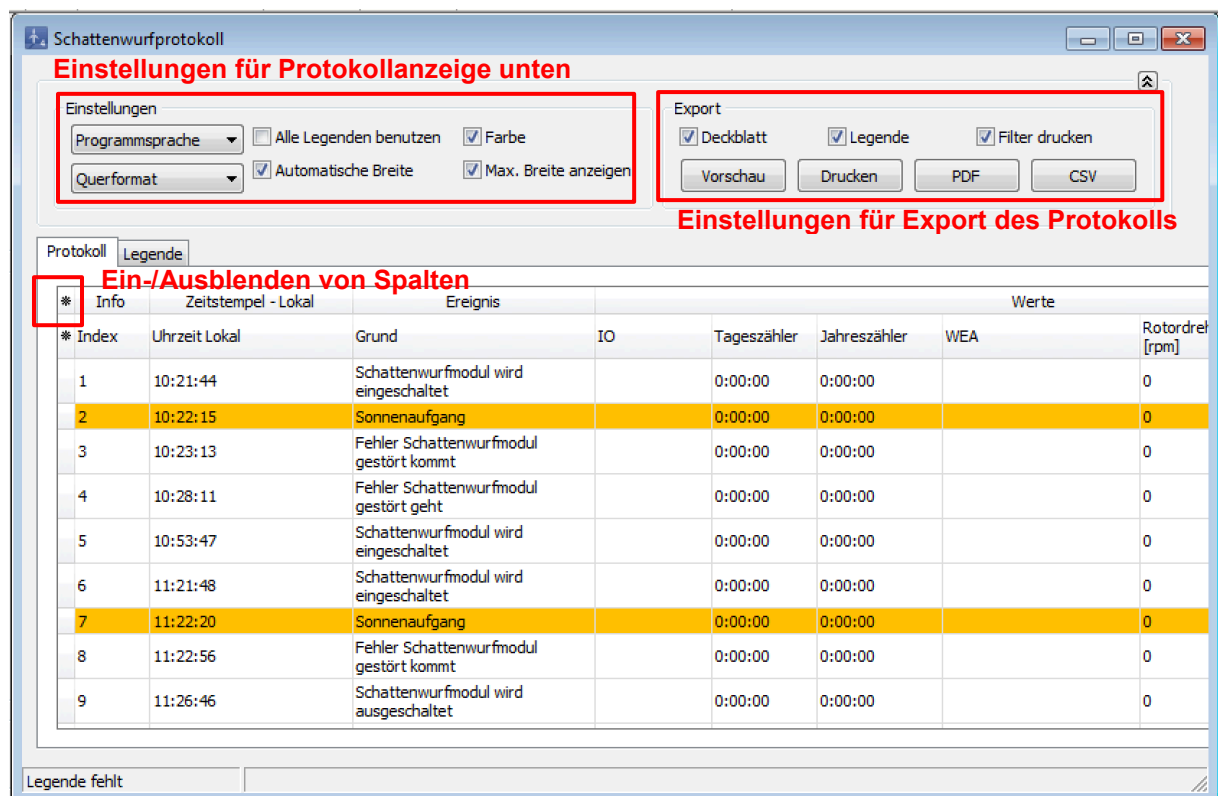 Schattenwurfprotokoll
Einstellungen für Protokollanzeige unten
Einstellungen
Programmsprache
Alle Legenden benutzen
Farbe
Querformat
Automatische Breite
Max. Breite anzeigen
Export
Deckblatt
Legende
Filter drucken
Vorschau
Drucken
PDF
CSV
Einstellungen für Export des Protokolls
Protokoll
Legende
Ein-/Ausblenden von Spalten
* Info Zeitstempel - Lokal Ereignis Werte
* Index Uhrzeit Lokal Grund IO Tageszähler Jahreszähler WEA Rotordreh
[rpm]
1 10:21:44 Schattenwurfmodul wird
eingeschaltet 0:00:00 0:00:00 0
2 10:22:15 Sonnenaufgang 0:00:00 0:00:00 0
3 10:23:13 Fehler Schattenwurfmodul
gestört kommt 0:00:00 0:00:00 0
4 10:28:11 Fehler Schattenwurfmodul
gestört geht 0:00:00 0:00:00 0
5 10:53:47 Schattenwurfmodul wird
eingeschaltet 0:00:00 0:00:00 0
6 11:21:48 Schattenwurfmodul wird
eingeschaltet 0:00:00 0:00:00 0
7 11:22:20 Sonnenaufgang 0:00:00 0:00:00 0
8 11:22:56 Fehler Schattenwurfmodul
gestört kommt 0:00:00 0:00:00 0
9 11:26:46 Schattenwurfmodul wird
ausgeschaltet 0:00:00 0:00:00 0
Legende fehlt